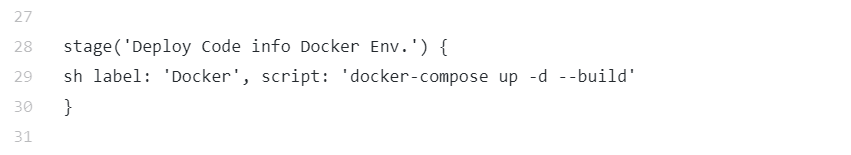 27
28 stage('Deploy Code info Docker Env.') {
29 sh label: 'Docker', script: 'docker-compose up -d --build'
30 }
31